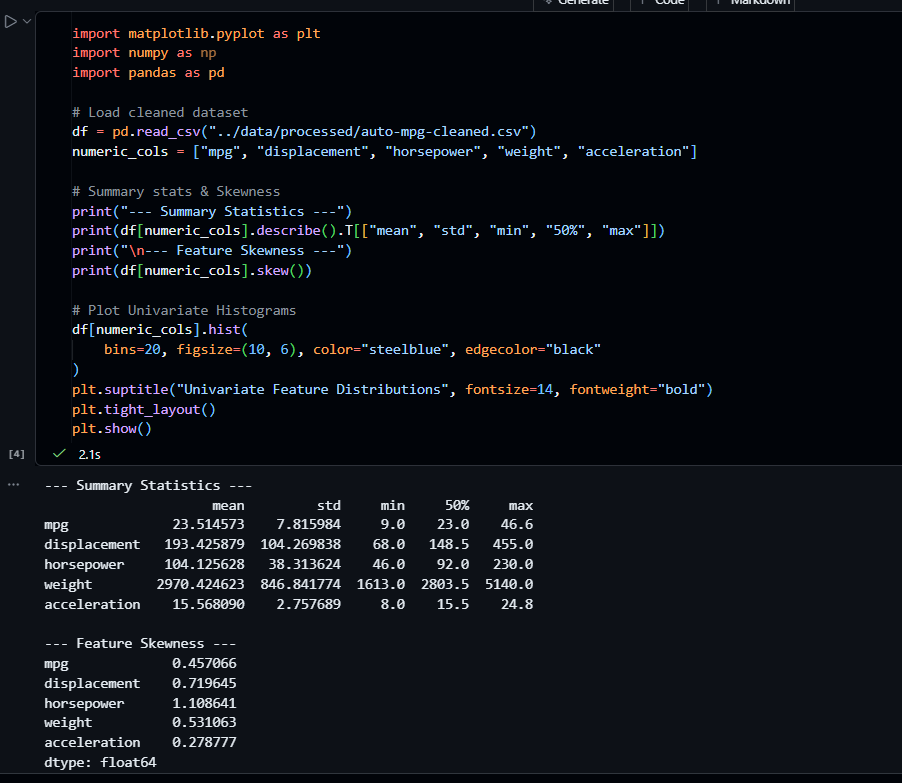 Generate Code Markdown
import matplotlib.pyplot as plt
import numpy as np
import pandas as pd
# Load cleaned dataset
df = pd.read_csv("../data/processed/auto-mpg-cleaned.csv")
numeric_cols = ["mpg", "displacement", "horsepower", "weight", "acceleration"]
# Summary stats & Skewness
print("--- Summary Statistics ---")
print(df[numeric_cols].describe().T[["mean", "std", "min", "50%", "max"]])
print("\n--- Feature Skewness ---")
print(df[numeric_cols].skew())
# Plot Univariate Histograms
df[numeric_cols].hist(
    bins=20, figsize=(10, 6), color="steelblue", edgecolor="black"
)
plt.suptitle("Univariate Feature Distributions", fontsize=14, fontweight="bold")
plt.tight_layout()
plt.show()
[4] 2.1s
--- Summary Statistics ---
mean std min 50% max
mpg 23.514573 7.815984 9.0 23.0 46.6
displacement 193.425879 104.269838 68.0 148.5 455.0
horsepower 104.125628 38.313624 46.0 92.0 230.0
weight 2970.424623 846.841774 1613.0 2803.5 5140.0
acceleration 15.568090 2.757689 8.0 15.5 24.8
--- Feature Skewness ---
mpg 0.457066
displacement 0.719645
horsepower 1.108641
weight 0.531063
acceleration 0.278777
dtype: float64